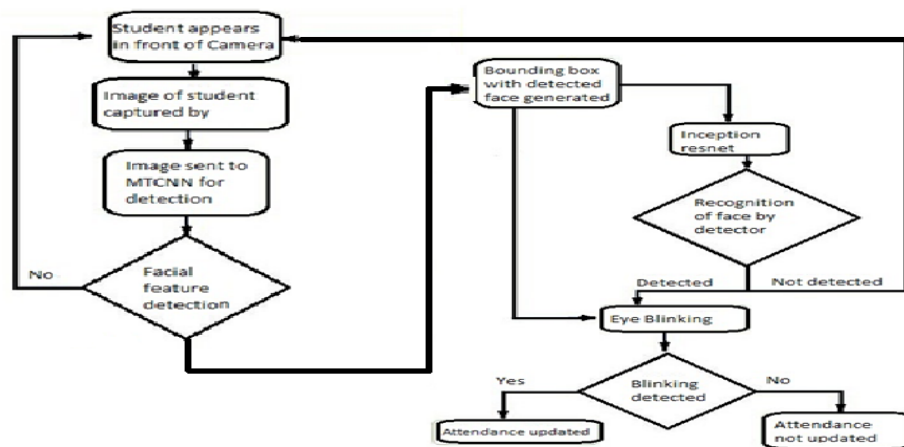 Student appears
in front of Camera
Image of student
captured by
Image sent to
MTCNN for
detection
Facial
feature
detection
No
Bounding box
with detected
face generated
Inception
resnet
Recognition
of face by
detector
Detected
Not detected
Eye Blinking
Blinking
detected
Yes
No
Attendance updated
Attendance
not updated